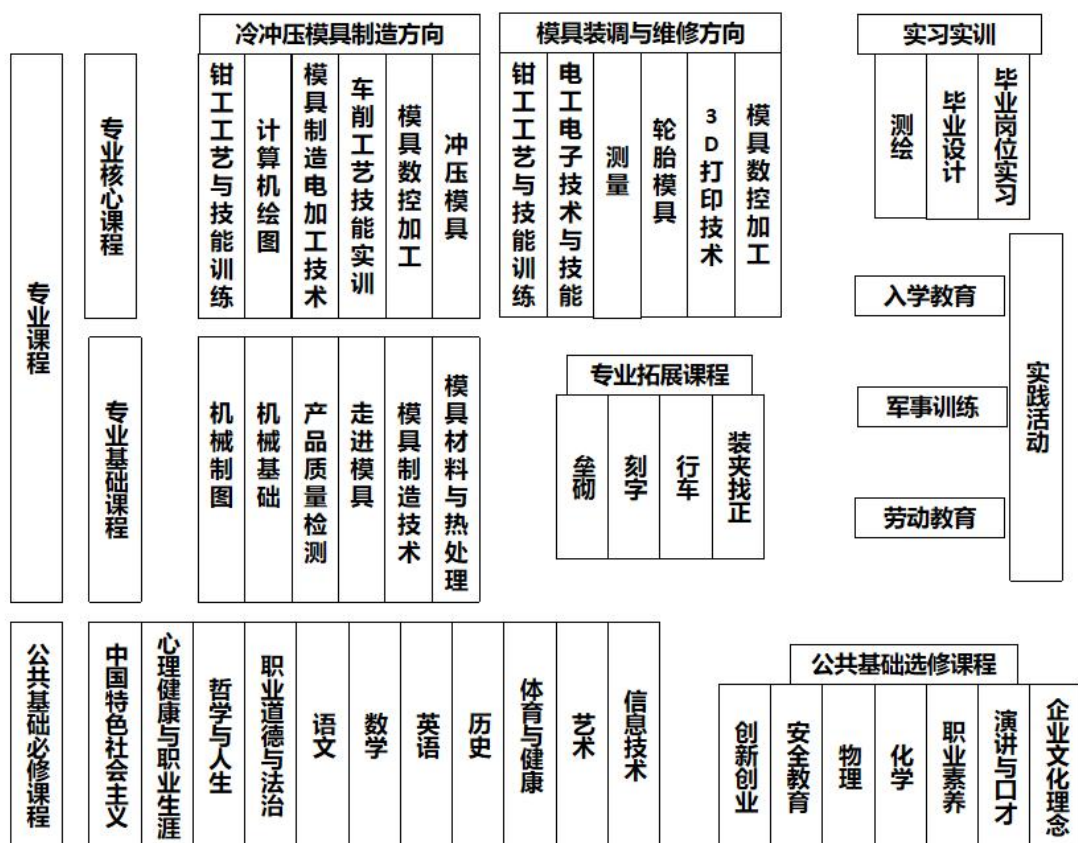 冷冲压模具制造方向
模具装调与维修方向
实习实训
专业课程
专业核心课程
钳工工艺与技能训练
计算机绘图
模具制造电加工技术
车削工艺技能实训
模具数控加工
冲压模具
钳工工艺与技能训练
电工电子技术与技能
测量
轮胎模具
3D打印技术
模具数控加工
测绘
毕业设计
毕业岗位实习
入学教育
军事训练
劳动教育
实践活动
专业基础课程
机械制图
机械基础
产品质量检测
走进模具
模具制造技术
模具材料与热处理
专业拓展课程
垒砌
刻字
行车
装夹找正
公共基础必修课程
中国特色社会主义
心理健康与职业生涯
哲学与人生
职业道德与法治
语文
数学
英语
历史
体育与健康
艺术
信息技术
公共基础选修课程
创新创业
安全教育
物理
化学
职业素养
演讲与口才
企业文化理念